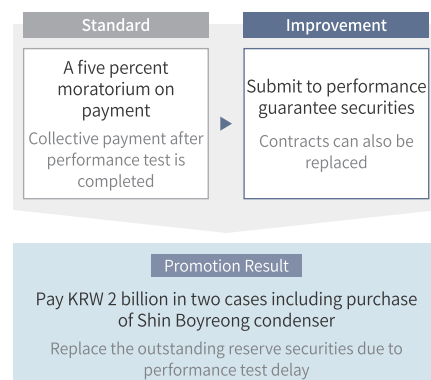 Standard
A five percent
moratorium on
payment
Collective payment after
performance test is
completed
Improvement
Submit to performance
guarantee securities
Contracts can also be
replaced
Promotion Result
Pay KRW 2 billion in two cases including purchase
of Shin Boyreong condenser
Replace the outstanding reserve securities due to
performance test delay